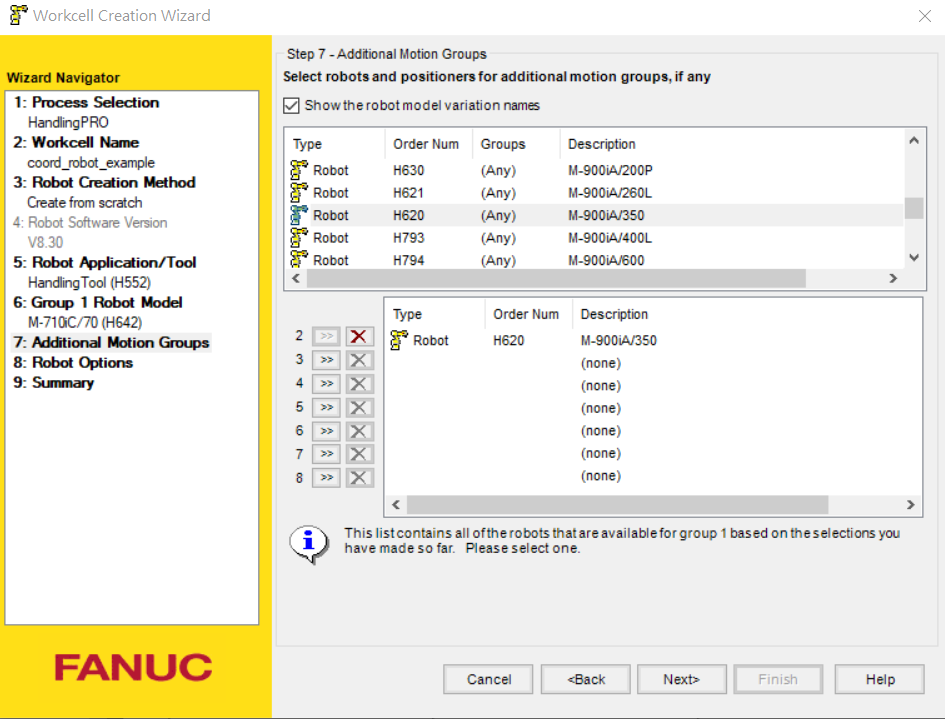 Workcell Creation Wizard
Wizard Navigator
1: Process Selection
HandlingPRO
2: Workcell Name
coord_robot_example
3: Robot Creation Method
Create from scratch
4: Robot Software Version
V8.30
5: Robot Application/Tool
HandlingTool (H552)
6: Group 1 Robot Model
M-710iC/70 (H642)
7: Additional Motion Groups
8: Robot Options
9: Summary
FANUC
Step 7 - Additional Motion Groups
Select robots and positioners for additional motion groups, if any
Show the robot model variation names
Type Order Num Groups Description
Robot H630 (Any) M-900iA/200P
Robot H621 (Any) M-900iA/260L
Robot H620 (Any) M-900iA/350
Robot H793 (Any) M-900iA/400L
Robot H794 (Any) M-900iA/600
Type Order Num Description
2 >> Robot H620 M-900iA/350
3 >> (none)
4 >> (none)
5 >> (none)
6 >> (none)
7 >> (none)
8 >> (none)
This list contains all of the robots that are available for group 1 based on the selections you
have made so far. Please select one.
Cancel <Back Next> Finish Help